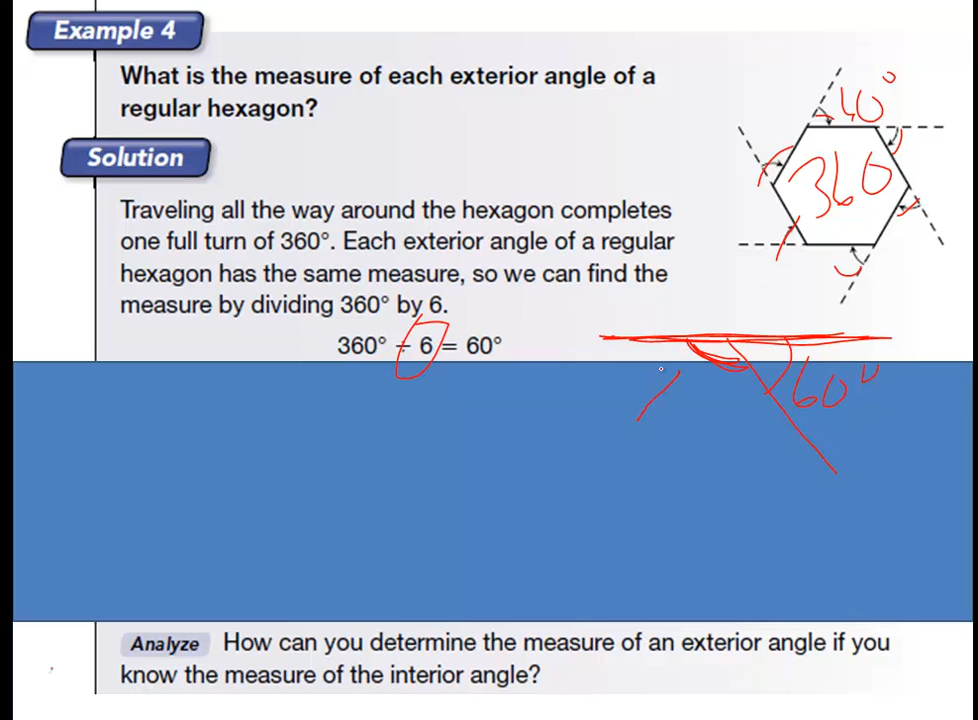 Example 4
What is the measure of each exterior angle of a
regular hexagon?
Solution
Traveling all the way around the hexagon completes
one full turn of 360°. Each exterior angle of a regular
hexagon has the same measure, so we can find the
measure by dividing 360° by 6.
360° ÷ 6 = 60°
360
60°
Analyze How can you determine the measure of an exterior angle if you
know the measure of the interior angle?